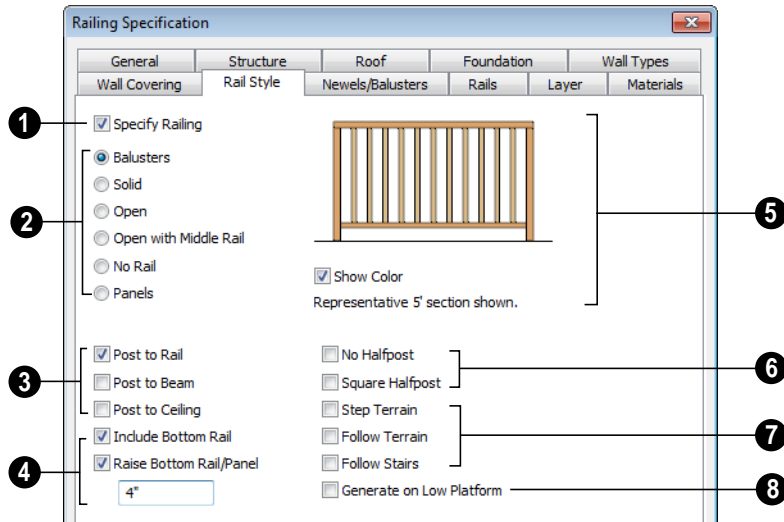 Railing Specification
General Structure Roof Foundation Wall Types
Wall Covering Rail Style Newels/Balusters Rails Layer Materials
1 Specify Railing
2
Balusters
Solid
Open
Open with Middle Rail
No Rail
Panels
5
Show Color
Representative 5' section shown.
3
Post to Rail
Post to Beam
Post to Ceiling
4
Include Bottom Rail
Raise Bottom Rail/Panel
4"
No Halfpost
Square Halfpost
6
Step Terrain
Follow Terrain
Follow Stairs
7
Generate on Low Platform 8